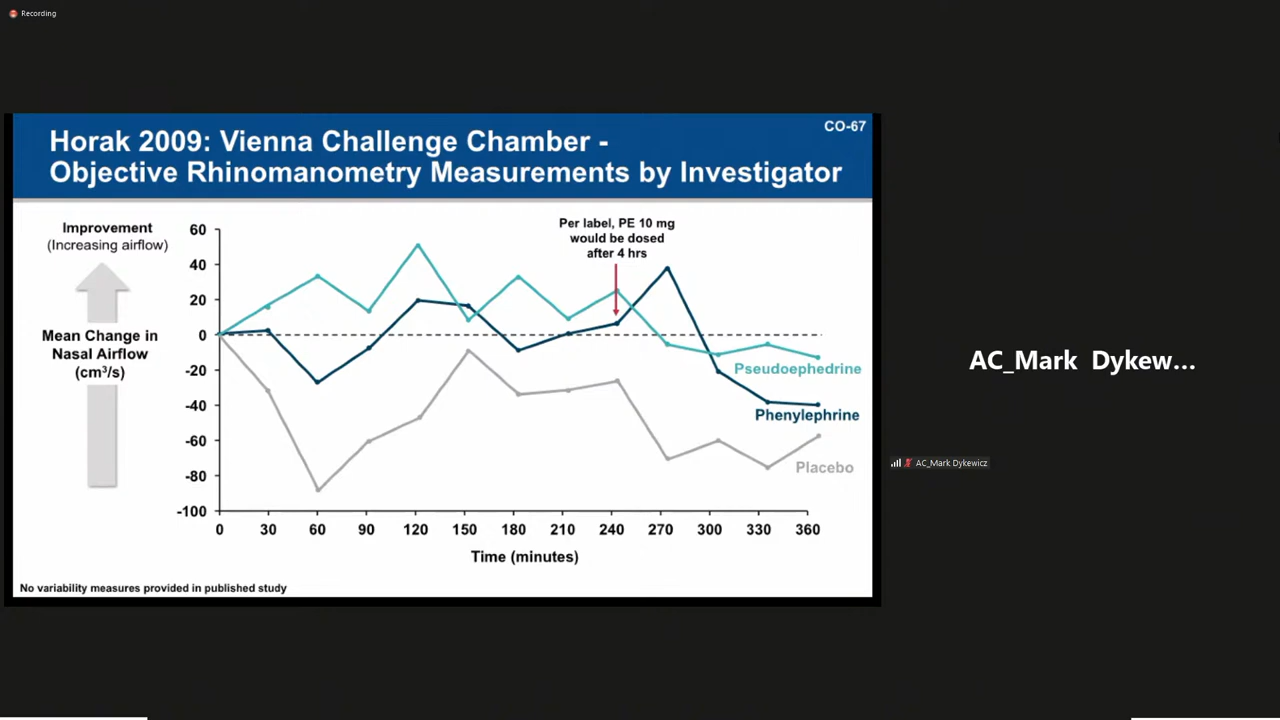 Recording
CO-67
Horak 2009: Vienna Challenge Chamber -
Objective Rhinomanometry Measurements by Investigator
Improvement
(Increasing airflow)
Mean Change in
Nasal Airflow
(cm³/s)
60
40
20
0
-20
-40
-60
-80
-100
Per label, PE 10 mg
would be dosed
after 4 hrs
Pseudoephedrine
Phenylephrine
Placebo
0 30 60 90 120 150 180 210 240 270 300 330 360
Time (minutes)
No variability measures provided in published study
AC_Mark Dykew...
AC_Mark Dykewicz